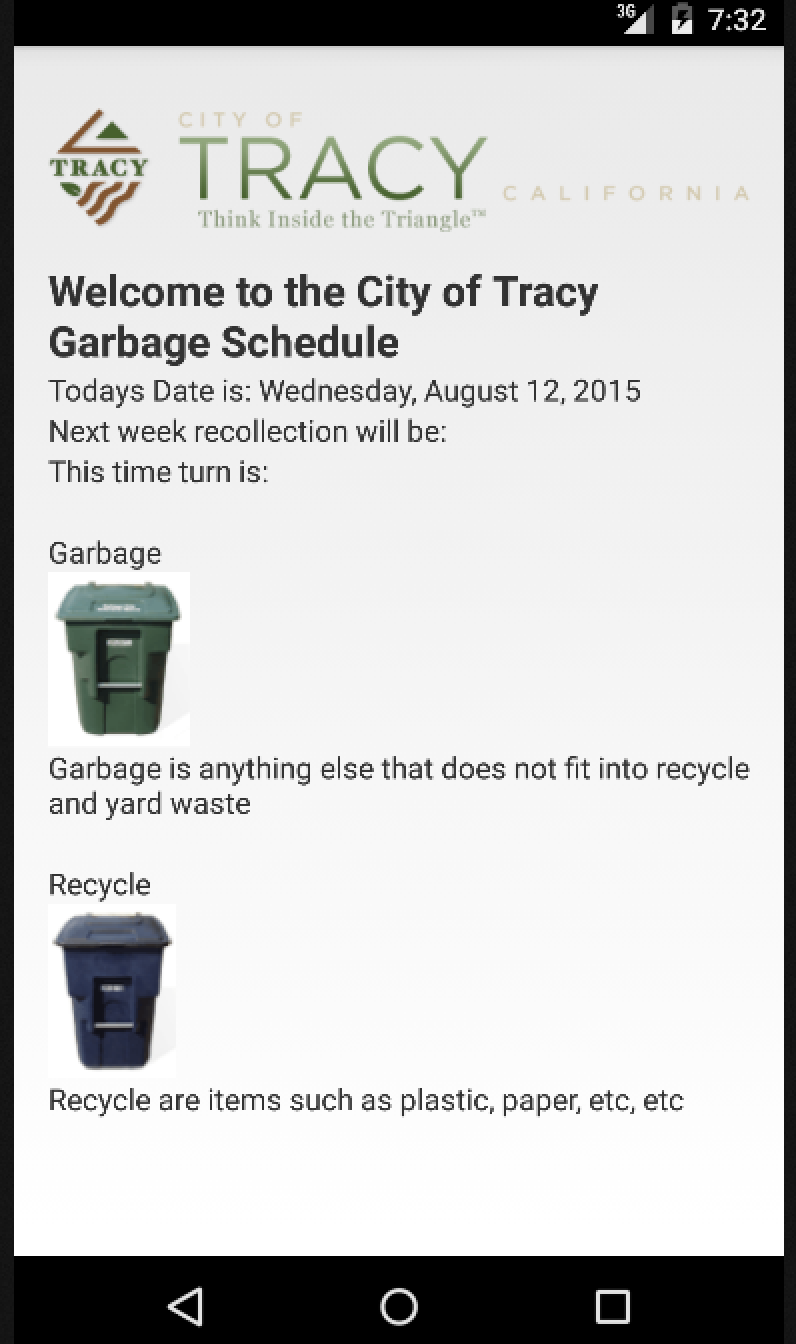 3G 7:32
TRACY
CITY OF
TRACY
CALIFORNIA
Think Inside the Triangle™
Welcome to the City of Tracy
Garbage Schedule
Todays Date is: Wednesday, August 12, 2015
Next week recollection will be:
This time turn is:
Garbage
Garbage is anything else that does not fit into recycle
and yard waste
Recycle
Recycle are items such as plastic, paper, etc, etc